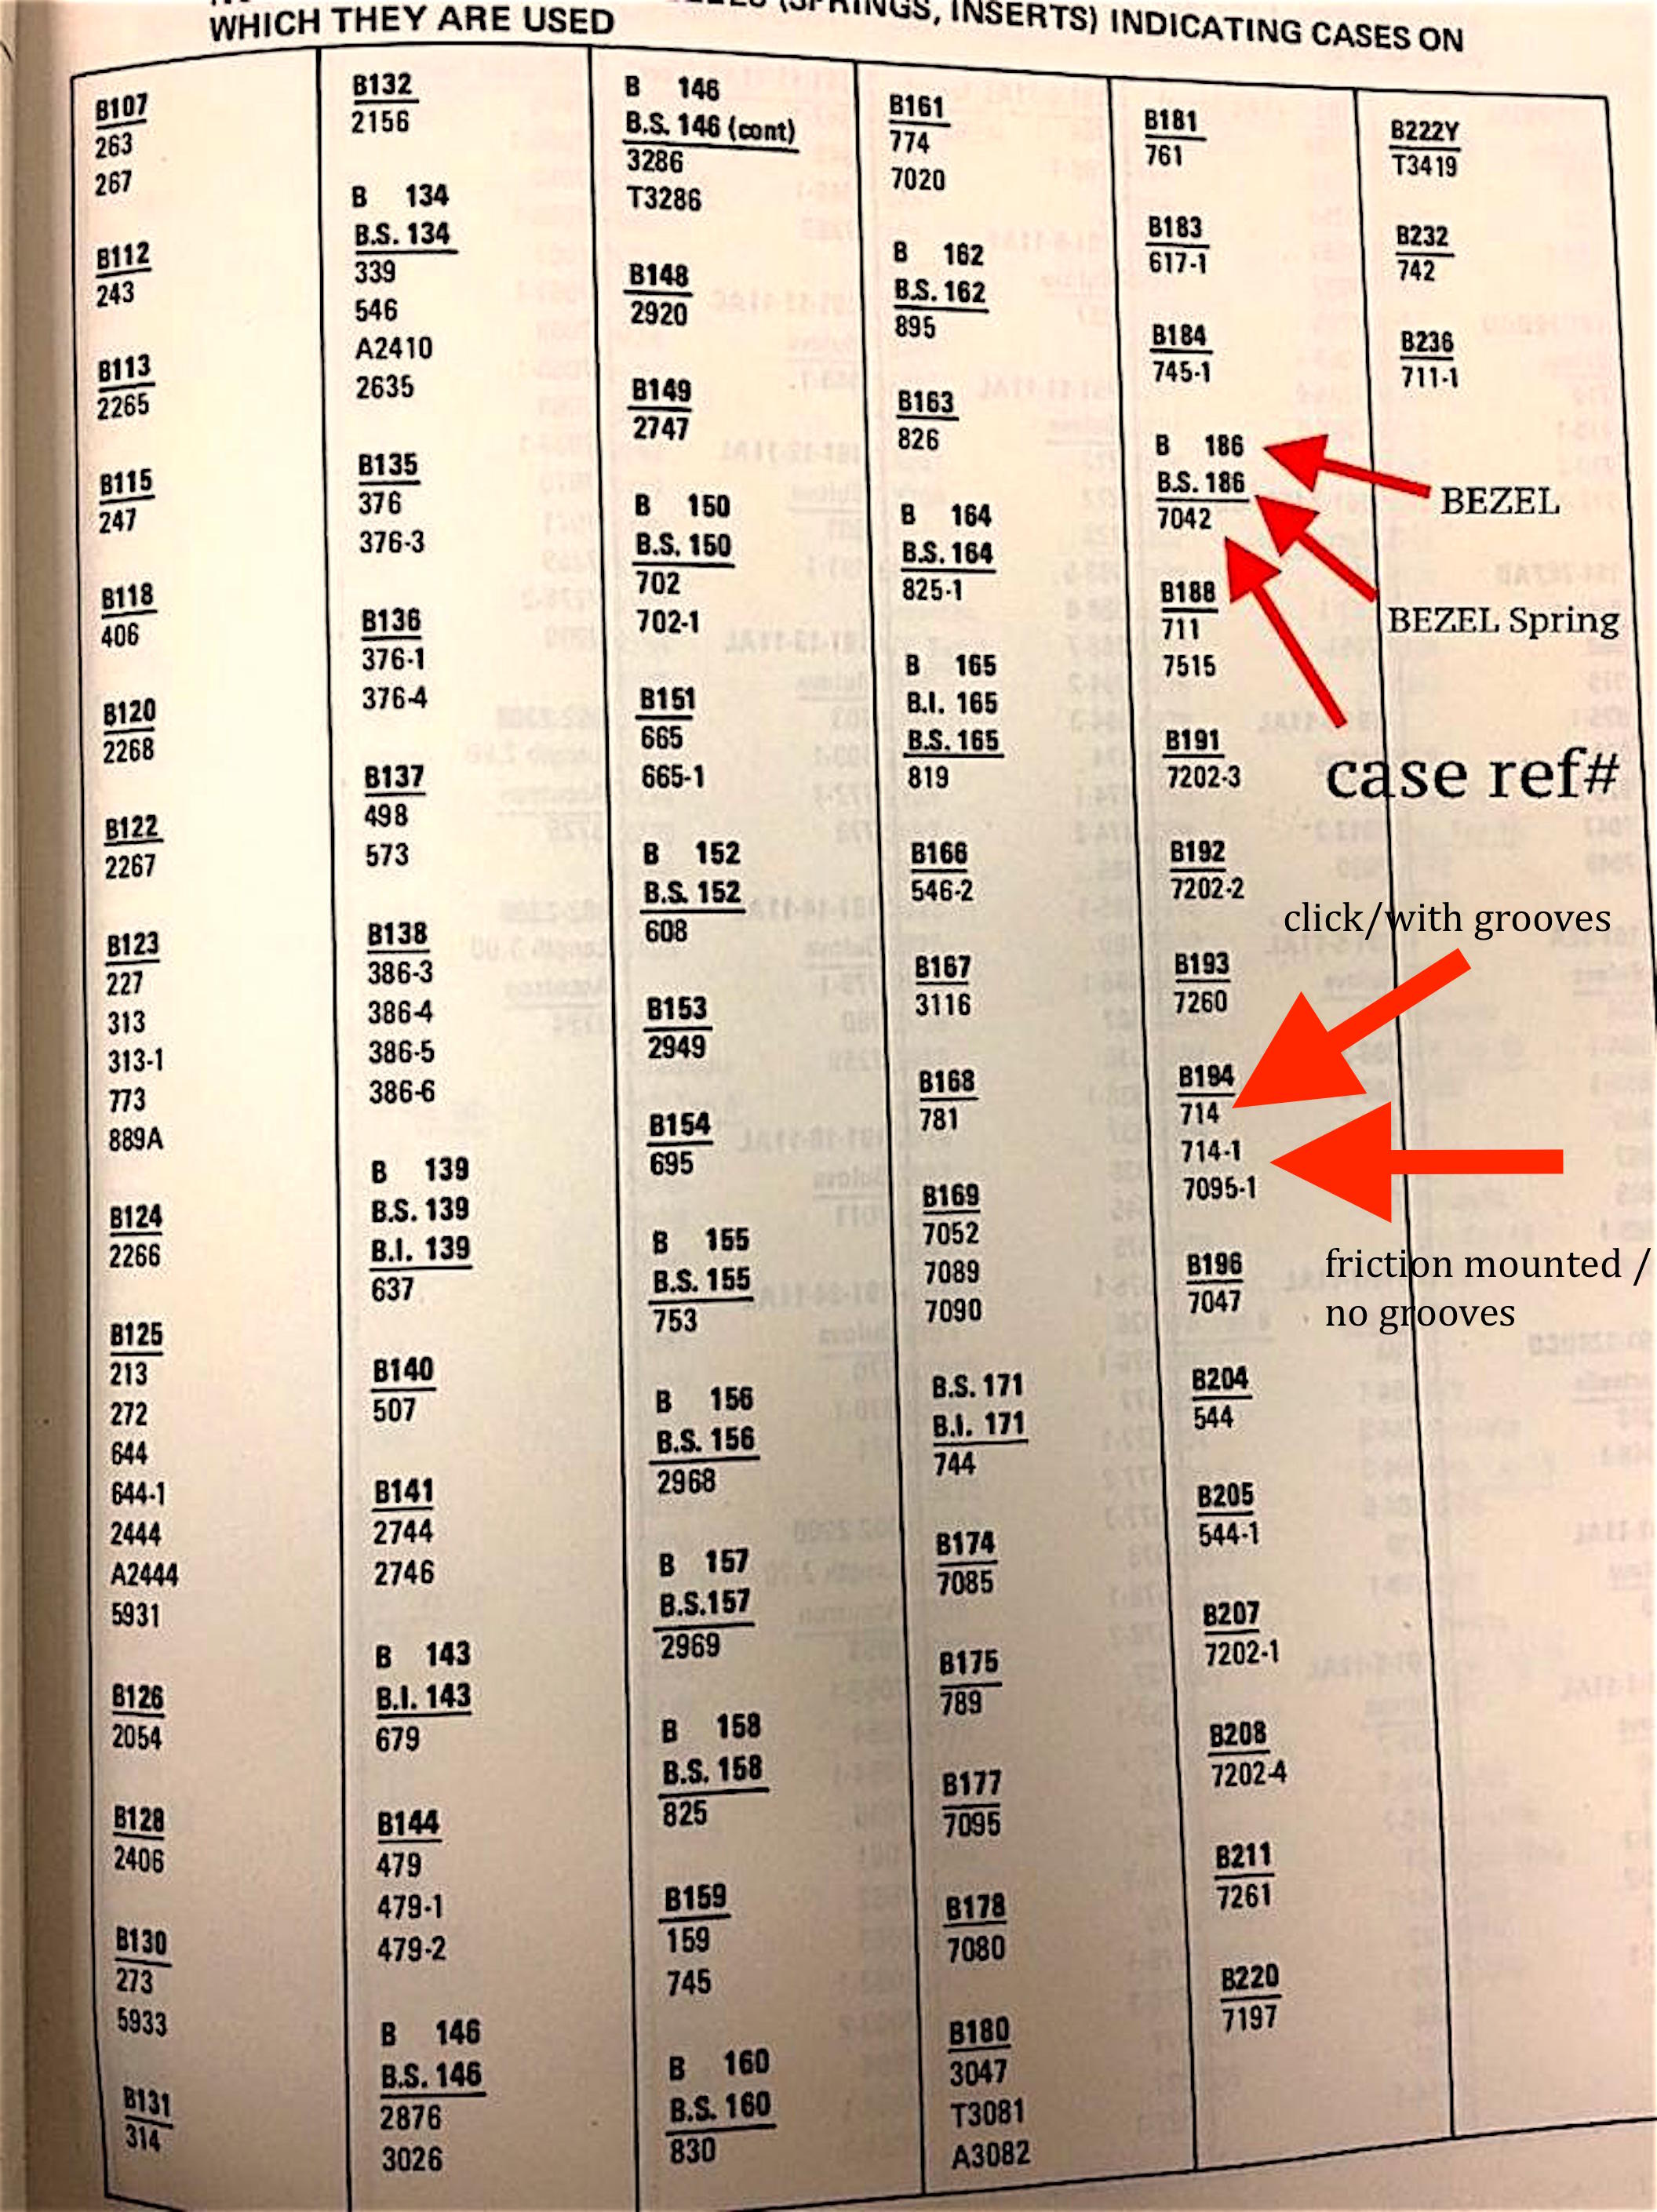 (SPRINGS, INSERTS) INDICATING CASES ON
WHICH THEY ARE USED
B107
263
267
B112
243
B113
2265
B115
247
B118
406
B120
2268
B122
2267
B123
227
313
313-1
773
889A
B124
2266
B125
213
272
644
644-1
2444
A2444
5931
B126
2054
B128
2406
B130
273
5933
B131
314
B132
2156
B 134
B.S. 134
339
546
A2410
2635
B135
376
376-3
B136
376-1
376-4
B137
498
573
B138
386-3
386-4
386-5
386-6
B 139
B.S. 139
B.I. 139
637
B140
507
B141
2744
2746
B 143
B.I. 143
679
B144
479
479-1
479-2
B 146
B.S. 146
2876
3026
B 146
B.S. 146 (cont)
3286
T3286
B148
2920
B149
2747
B 150
B.S. 150
702
702-1
B151
665
665-1
B 152
B.S. 152
608
B153
2949
B154
695
B 155
B.S. 155
753
B 156
B.S. 156
2968
B 157
B.S.157
2969
B 158
B.S. 158
825
B159
159
745
B 160
B.S. 160
830
B161
774
7020
B 162
B.S. 162
895
B163
826
B 164
B.S. 164
825-1
B 165
B.I. 165
B.S. 165
819
B166
546-2
B167
3116
B168
781
B169
7052
7089
7090
B.S. 171
B.I. 171
744
B174
7085
B175
789
B177
7095
B178
7080
B180
3047
T3081
A3082
B181
761
B183
617-1
B184
745-1
B 186
B.S. 186
7042
B188
711
7515
B191
7202-3
B192
7202-2
B193
7260
B194
714
714-1
7095-1
B196
7047
B204
544
B205
544-1
B207
7202-1
B208
7202-4
B211
7261
B220
7197
B222Y
T3419
B232
742
B236
711-1
BEZEL
BEZEL Spring
case ref#
click/with grooves
friction mounted /
no grooves